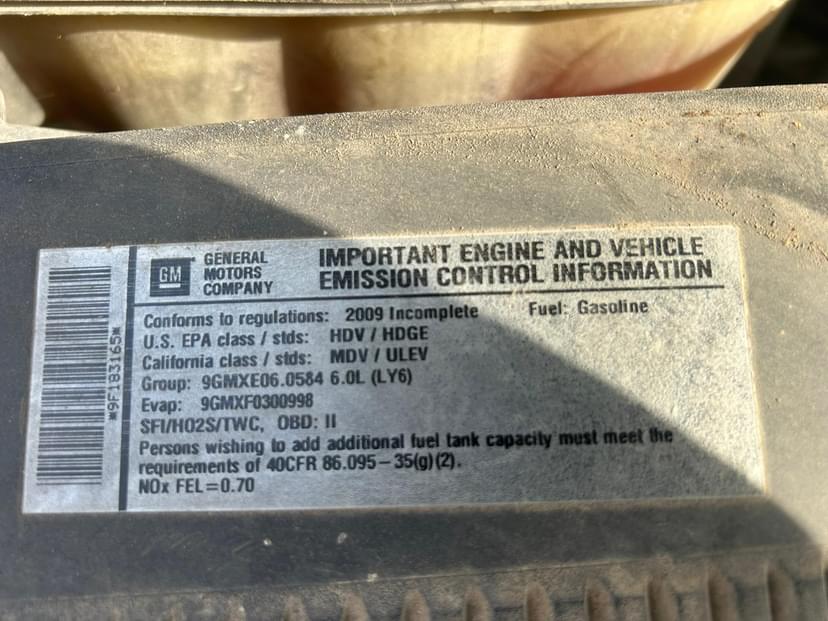 *9F183165*
GM
GENERAL
MOTORS
COMPANY
IMPORTANT ENGINE AND VEHICLE
EMISSION CONTROL INFORMATION
Conforms to regulations: 2009 Incomplete Fuel: Gasoline
U.S. EPA class / stds: HDV / HDGE
California class / stds: MDV / ULEV
Group: 9GMXE06.0584 6.0L (LY6)
Evap: 9GMXF0300998
SFI/HO2S/TWC, OBD: II
Persons wishing to add additional fuel tank capacity must meet the
requirements of 40CFR 86.095-35(g)(2).
NOx FEL=0.70